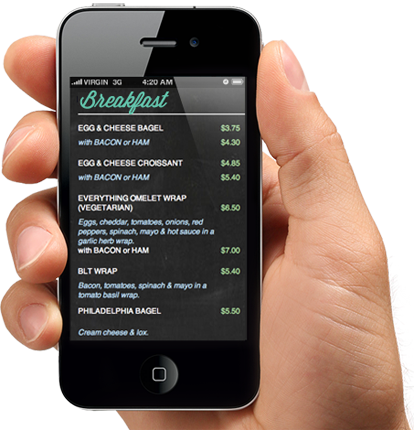 VIRGIN 3G 4:20 AM
Breakfast
EGG & CHEESE BAGEL $3.75
with BACON or HAM $4.30
EGG & CHEESE CROISSANT $4.85
with BACON or HAM $5.40
EVERYTHING OMELET WRAP
(VEGETARIAN) $6.50
Eggs, cheddar, tomatoes, onions, red
peppers, spinach, mayo & hot sauce in a
garlic herb wrap.
with BACON or HAM $7.00
BLT WRAP $5.40
Bacon, tomatoes, spinach & mayo in a
tomato basil wrap.
PHILADELPHIA BAGEL $5.50
Cream cheese & lox.